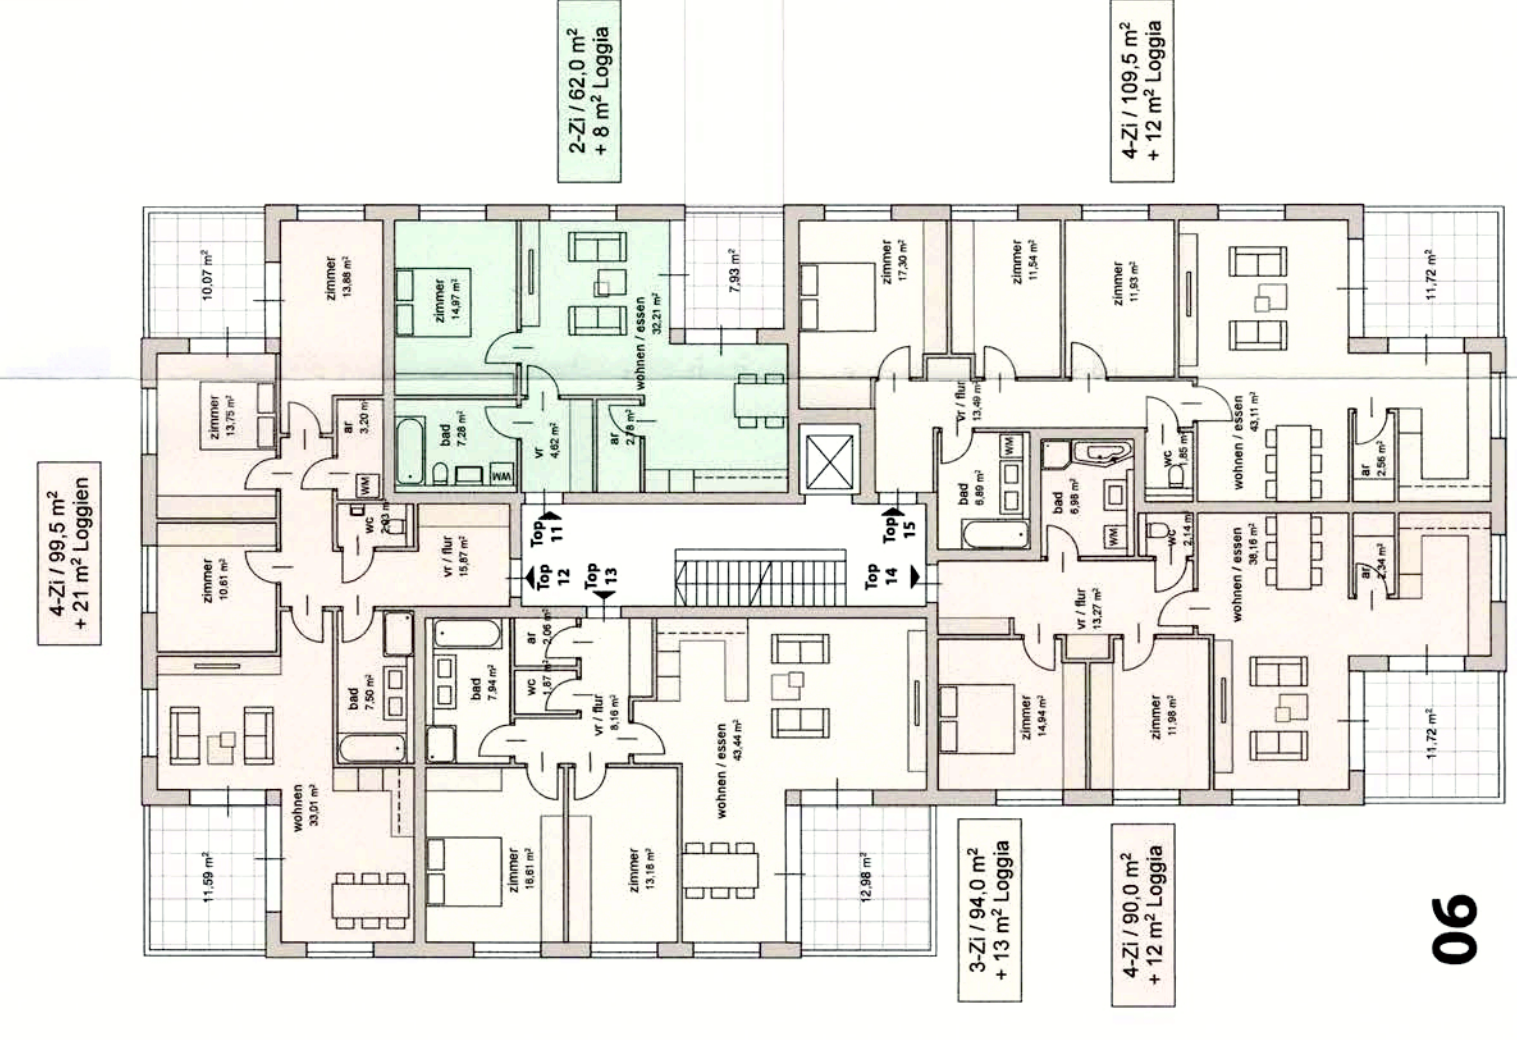 2-Zi / 62,0 m²
+ 8 m² Loggia
4-Zi / 109,5 m²
+ 12 m² Loggia
4-Zi / 99,5 m²
+ 21 m² Loggien
3-Zi / 94,0 m²
+ 13 m² Loggia
4-Zi / 90,0 m²
+ 12 m² Loggia
10,07 m²
zimmer
13,88 m²
zimmer
13,75 m²
ar
3,20 m²
WM
wc
zimmer
10,61 m²
vr / flur
15,87 m²
bad
7,50 m²
wohnen
33,01 m²
11,59 m²
Top
12
zimmer
14,97 m²
bad
7,28 m²
WM
vr
4,62 m²
ar
wohnen / essen
32,21 m²
7,93 m²
Top
11
Top
13
bad
7,94 m²
ar
2,06 m²
wc
1,87 m²
vr / flur
8,16 m²
zimmer
16,61 m²
zimmer
13,16 m²
wohnen / essen
43,44 m²
12,98 m²
Top
15
zimmer
17,30 m²
zimmer
11,54 m²
zimmer
11,93 m²
vr / flur
13,49 m²
bad
6,89 m²
WM
wc
1,85 m²
wohnen / essen
43,11 m²
ar
2,56 m²
11,72 m²
Top
14
bad
6,98 m²
WM
wc
2,14 m²
vr / flur
13,27 m²
zimmer
14,94 m²
zimmer
11,98 m²
wohnen / essen
38,16 m²
ar
2,34 m²
11,72 m²
06